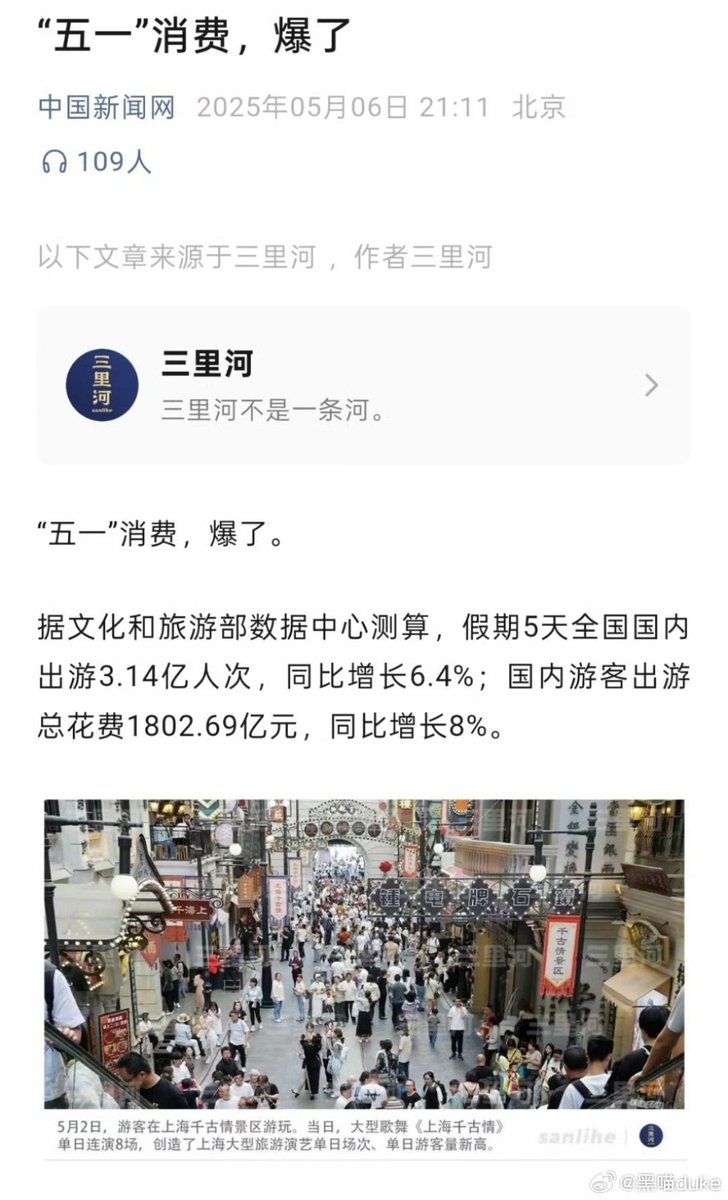 “五一”消费，爆了
中国新闻网 2025年05月06日 21:11 北京
109人
以下文章来源于三里河 ，作者三里河
三里河
sanlihe
三里河
三里河不是一条河。
“五一”消费，爆了。
据文化和旅游部数据中心测算，假期5天全国国内
出游3.14亿人次，同比增长6.4%；国内游客出游
总花费1802.69亿元，同比增长8%。
千古情景区
5月2日，游客在上海千古情景区游玩。当日，大型歌舞《上海千古情》
单日连演8场，创造了上海大型旅游演艺单日场次、单日游客量新高。
sanlihe
三里河
@黑喵duke